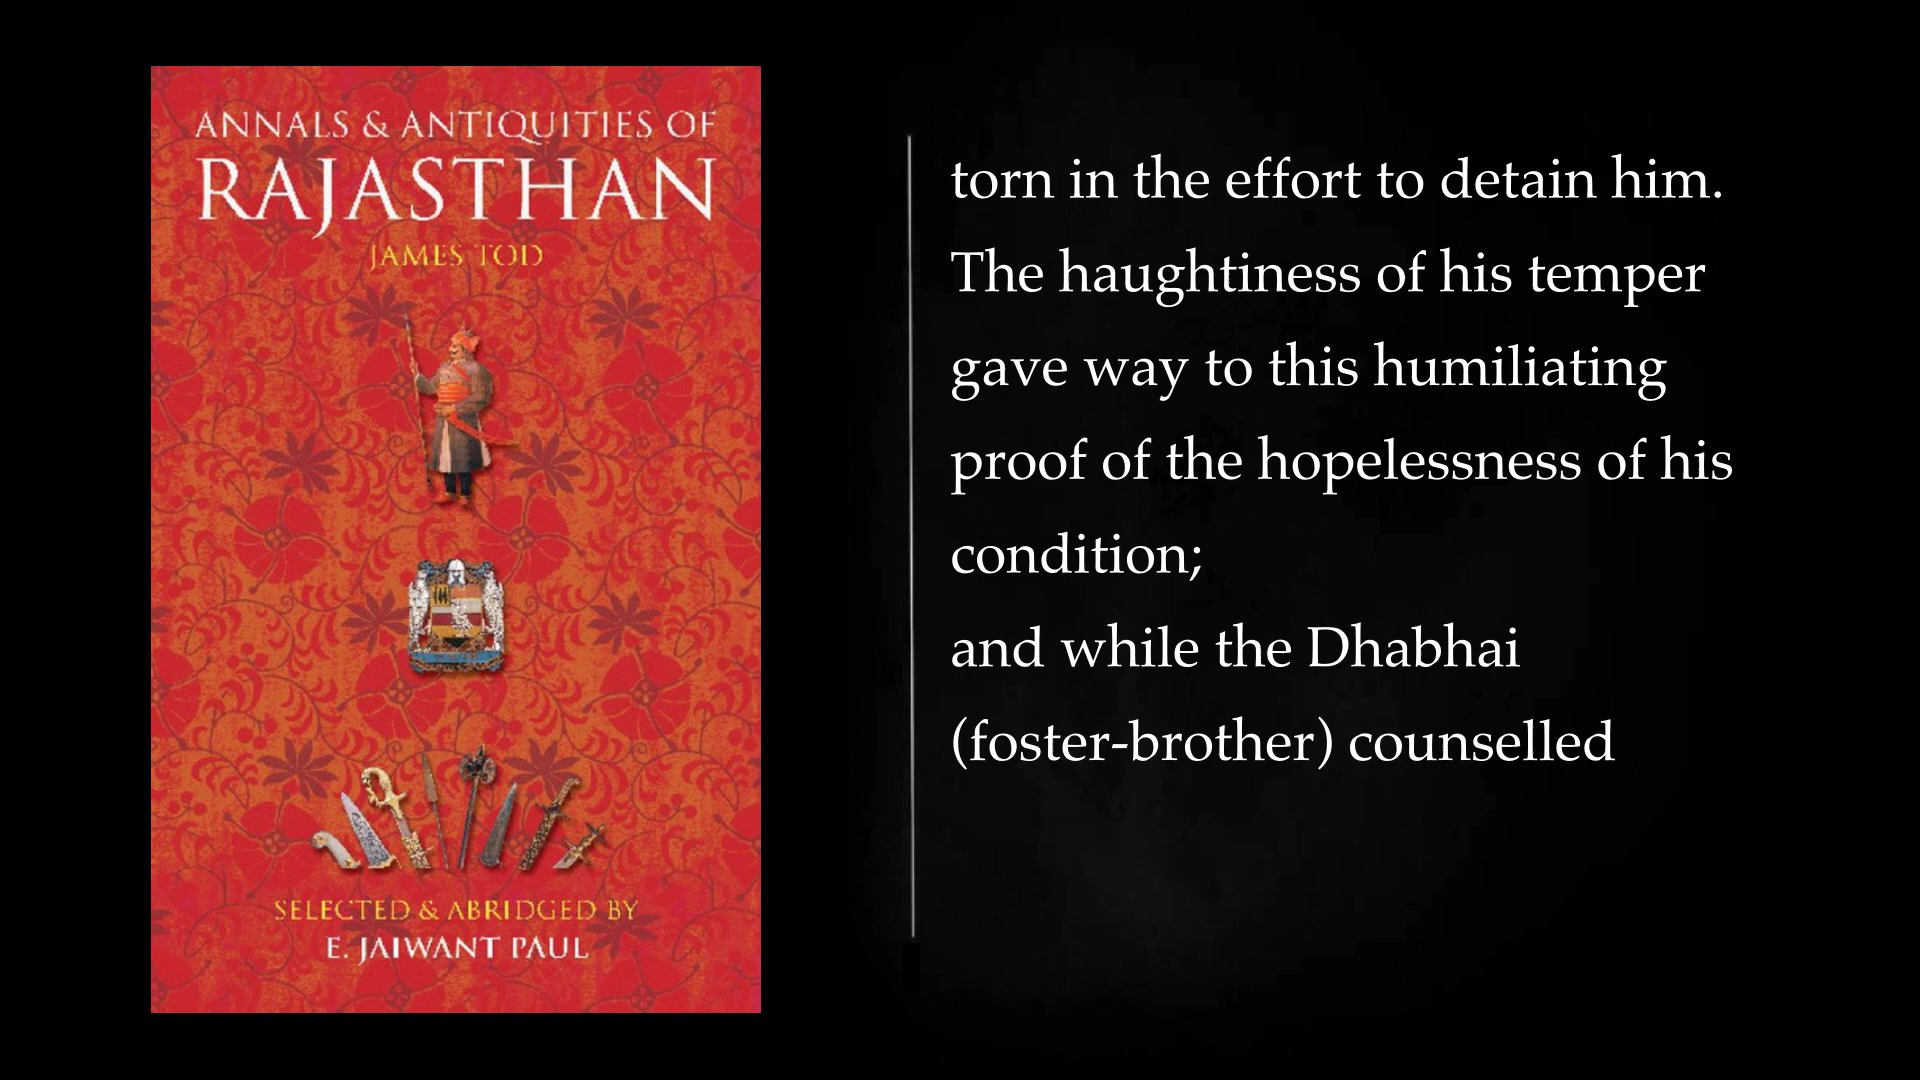 ANNALS & ANTIQUITIES OF
RAJASTHAN
JAMES TOD
SELECTED & ABRIDGED BY
E. JAIWANT PAUL
torn in the effort to detain him.
The haughtiness of his temper
gave way to this humiliating
proof of the hopelessness of his
condition;
and while the Dhabhai
(foster-brother) counselled